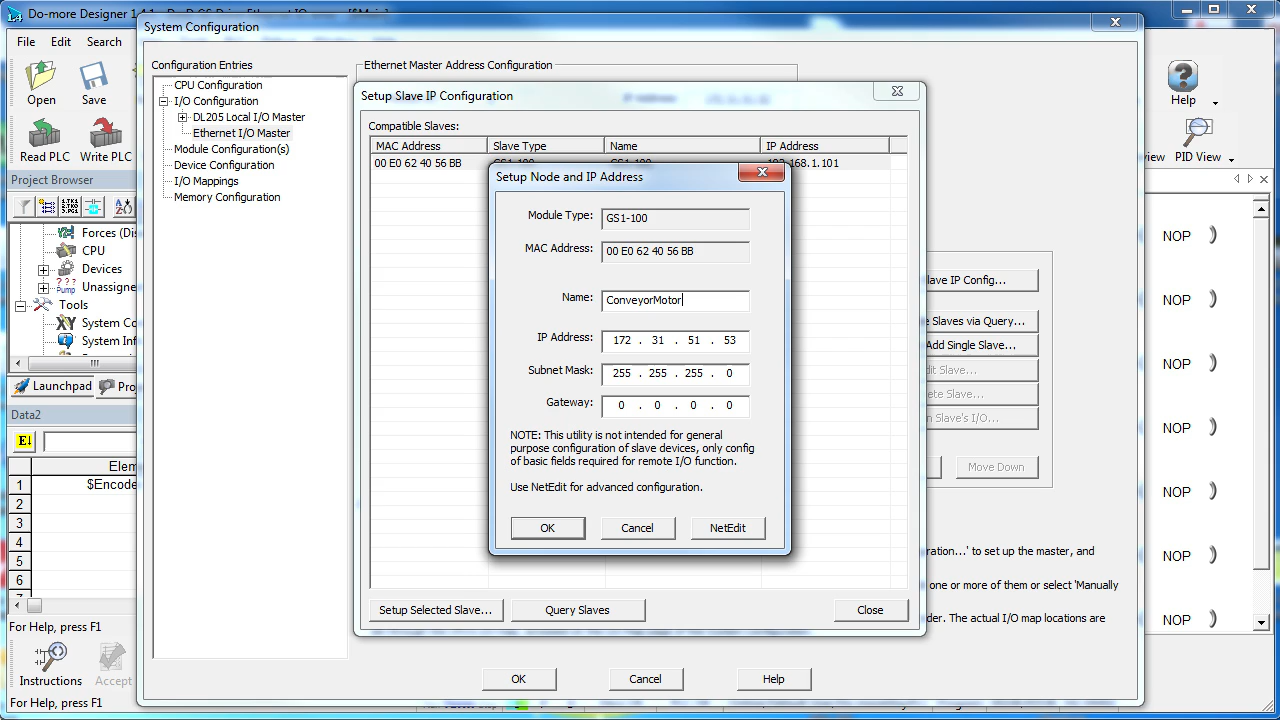 Do-more Designer 1.4.1
System Configuration
File Edit Search
Open
Save
Read PLC
Write PLC
Help
view
PID View
Project Browser
Forces (Dis
CPU
Devices
Unassigne
Tools
System Co
System Inf
Launchpad
Proj
Data2
Elem
1 $Encode
2
3
4
5
6
For Help, press F1
Instructions
Accept
For Help, press F1
Configuration Entries
CPU Configuration
I/O Configuration
DL205 Local I/O Master
Ethernet I/O Master
Module Configuration(s)
Device Configuration
I/O Mappings
Memory Configuration
Ethernet Master Address Configuration
Setup Slave IP Configuration
Compatible Slaves:
MAC Address Slave Type Name IP Address
00 E0 62 40 56 BB GS1-100 GS1-100 192.168.1.101
Setup Node and IP Address
Module Type: GS1-100
MAC Address: 00 E0 62 40 56 BB
Name: ConveyorMotor
IP Address: 172 . 31 . 51 . 53
Subnet Mask: 255 . 255 . 255 . 0
Gateway: 0 . 0 . 0 . 0
NOTE: This utility is not intended for general
purpose configuration of slave devices, only config
of basic fields required for remote I/O function.
Use NetEdit for advanced configuration.
OK
Cancel
NetEdit
Setup Selected Slave...
Query Slaves
Close
lave IP Config...
e Slaves via Query...
Add Single Slave...
dit Slave...
ete Slave...
n Slave's I/O...
Move Down
ration...' to set up the master, and
one or more of them or select 'Manually
der. The actual I/O map locations are
OK
Cancel
Help
NOP
NOP
NOP
NOP
NOP
NOP
NOP